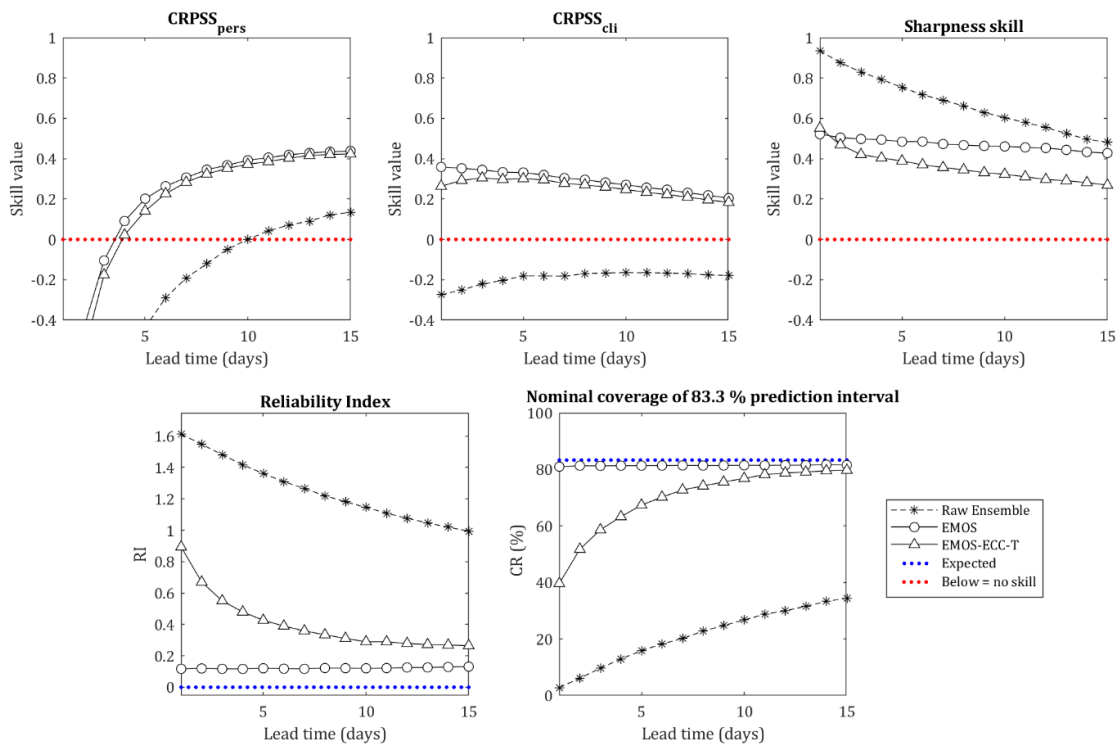 CRPSS_pers
1
0.8
0.6
0.4
0.2
0
-0.2
-0.4
Skill value
5
10
15
Lead time (days)
CRPSS_cli
1
0.8
0.6
0.4
0.2
0
-0.2
-0.4
Skill value
5
10
15
Lead time (days)
Sharpness skill
1
0.8
0.6
0.4
0.2
0
-0.2
-0.4
Skill value
5
10
15
Lead time (days)
Reliability Index
1.6
1.4
1.2
1
0.8
0.6
0.4
0.2
0
RI
5
10
15
Lead time (days)
Nominal coverage of 83.3 % prediction interval
100
80
60
40
20
0
CR (%)
5
10
15
Lead time (days)
Raw Ensemble
EMOS
EMOS-ECC-T
Expected
Below = no skill